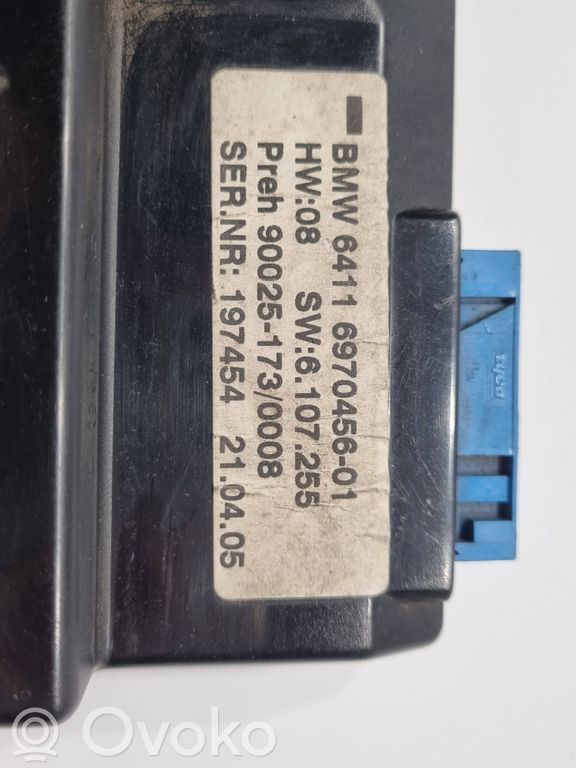 BMW 6411 6970456-01
HW:08 SW:6.107.255
Preh 90025-173/0008
SER.NR: 197454 21.04.05
tyco
Ovoko
Ovoko